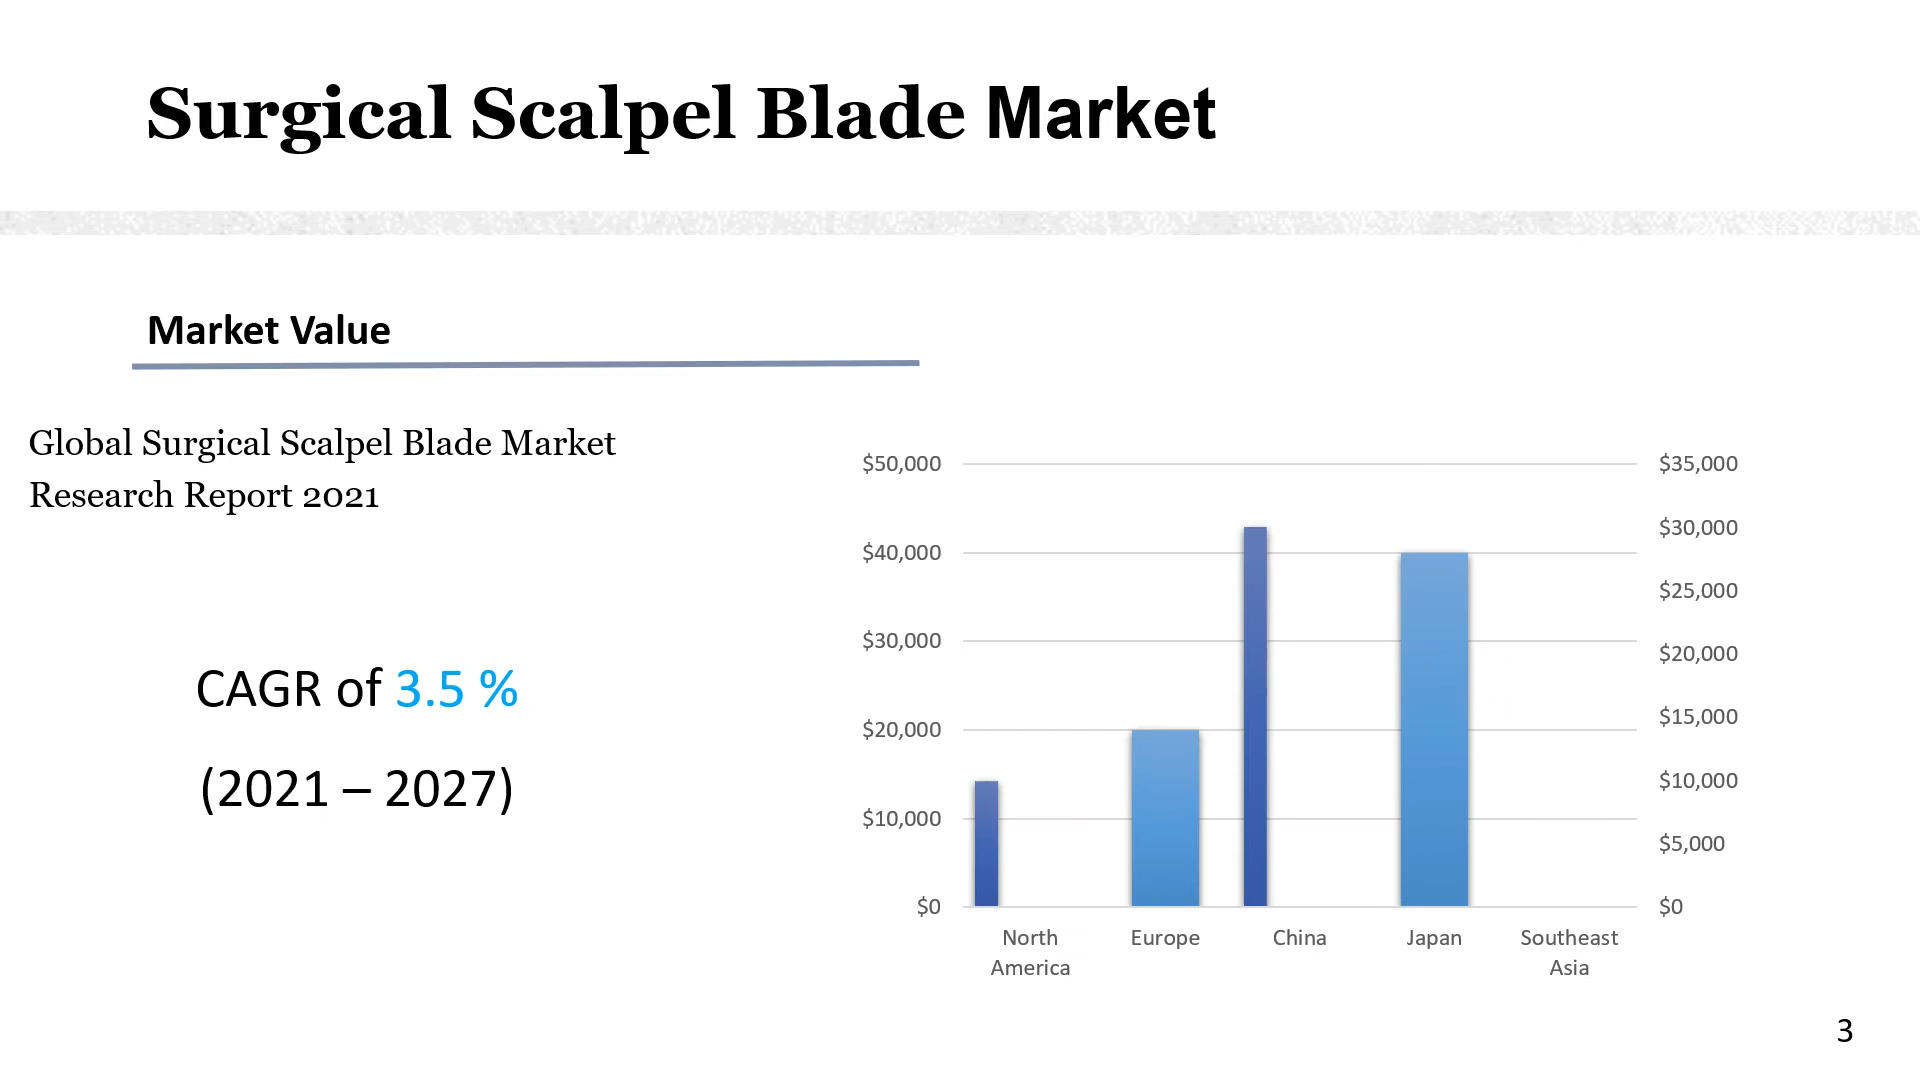 Surgical Scalpel Blade Market
Market Value
Global Surgical Scalpel Blade Market
Research Report 2021
CAGR of 3.5 %
(2021 – 2027)
$50,000
$40,000
$30,000
$20,000
$10,000
$0
$35,000
$30,000
$25,000
$20,000
$15,000
$10,000
$5,000
$0
North
America
Europe
China
Japan
Southeast
Asia
3